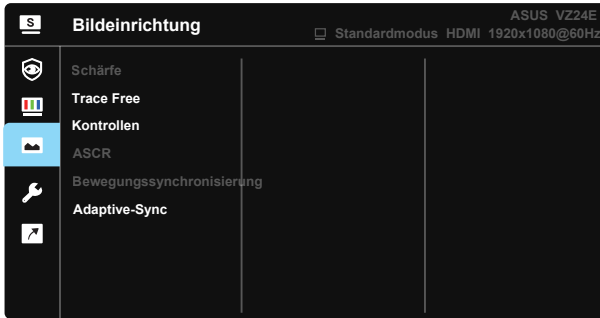 S
Bildeinrichtung
ASUS VZ24E
Standardmodus HDMI 1920x1080@60Hz
Schärfe
Trace Free
Kontrollen
ASCR
Bewegungssynchronisierung
Adaptive-Sync